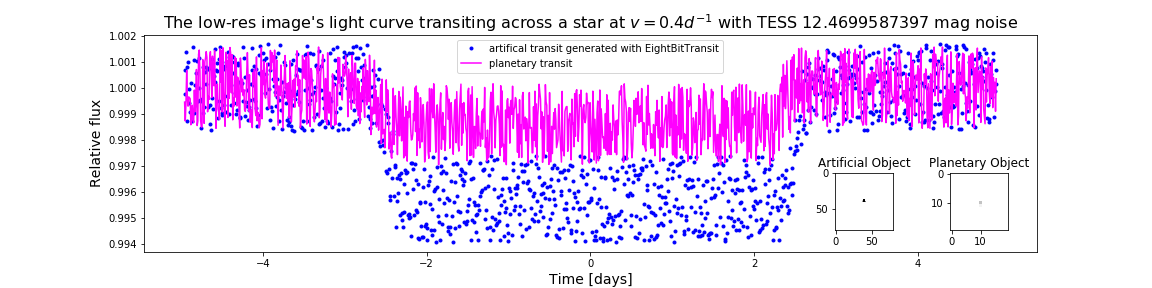 The low-res image's light curve transiting across a star at v = 0.4d⁻¹ with TESS 12.4699587397 mag noise
artifical transit generated with EightBitTransit
planetary transit
Relative flux
1.002
1.001
1.000
0.999
0.998
0.997
0.996
0.995
0.994
Artificial Object
0
50
0 50
Planetary Object
0
10
0 10
−4 −2 0 2 4
Time [days]